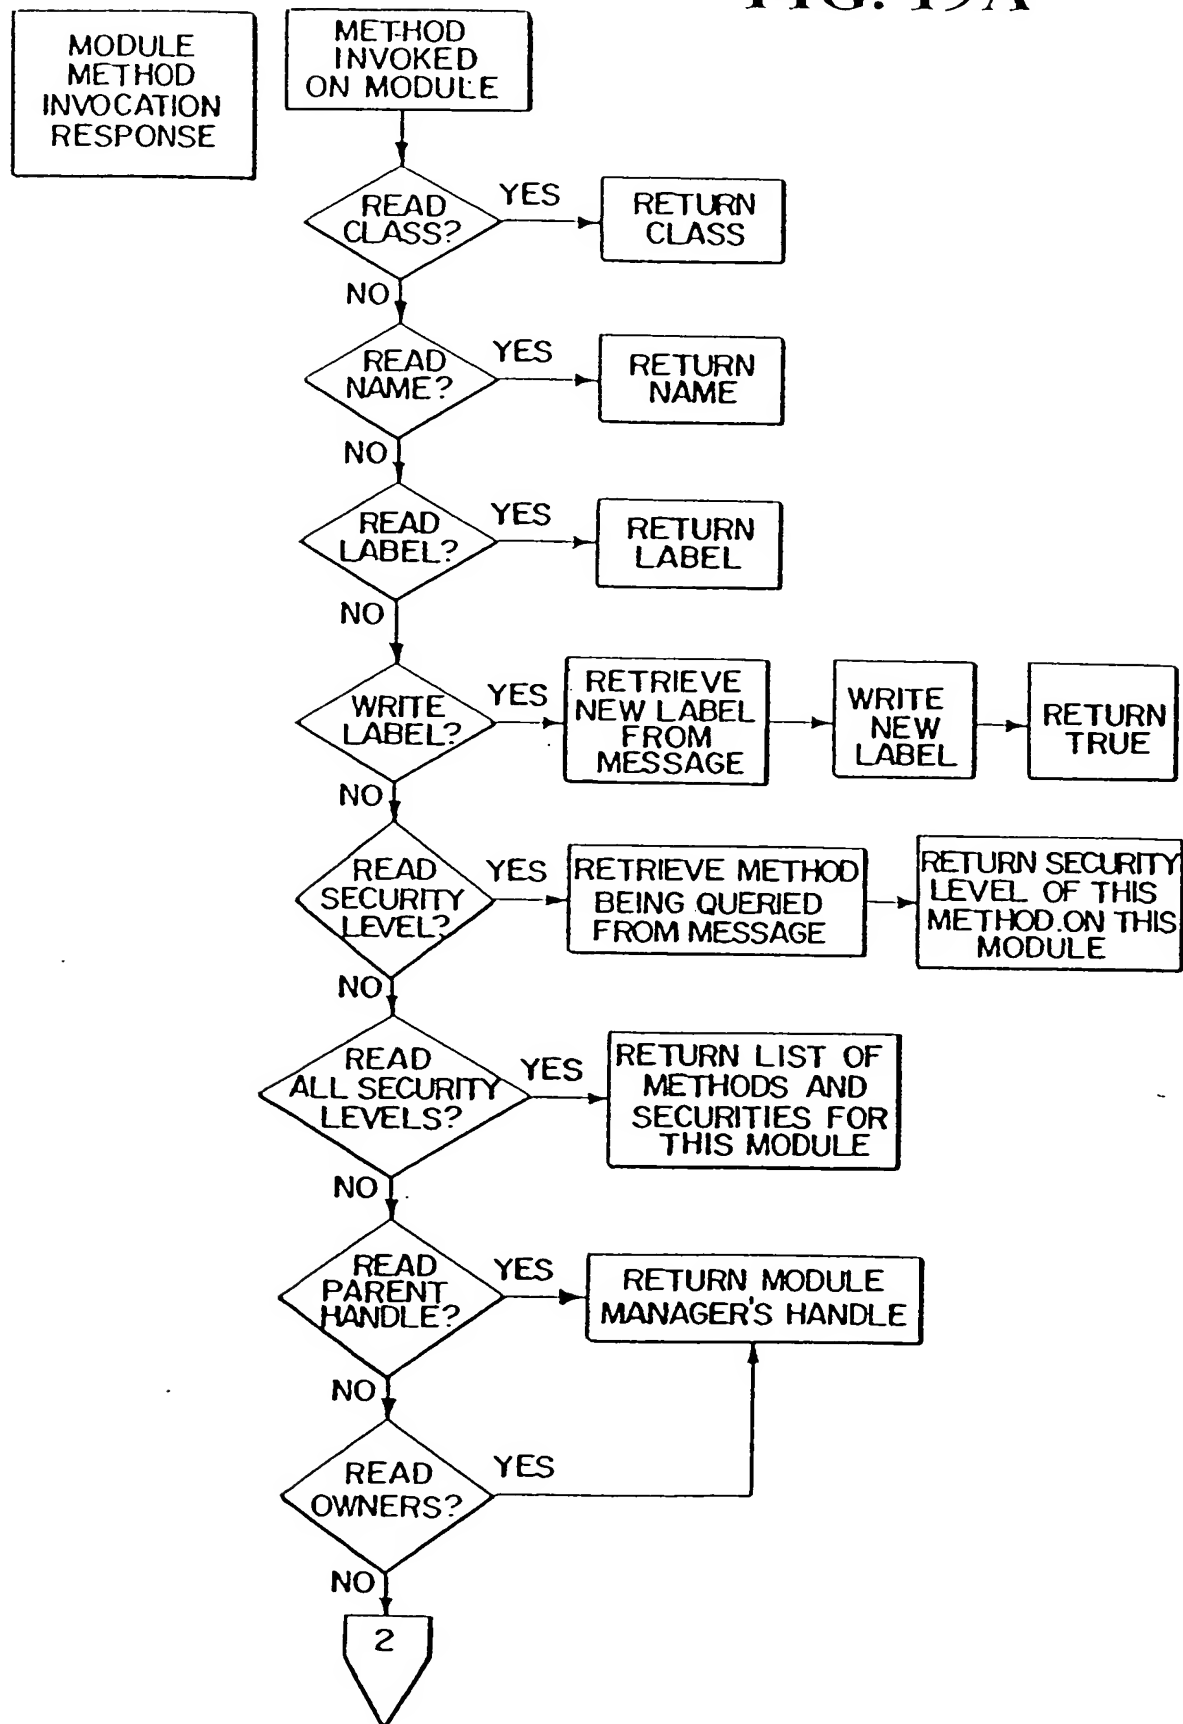 FIG. 19A
MODULE
METHOD
INVOCATION
RESPONSE
METHOD
INVOKED
ON MODULE
READ
CLASS?
YES
RETURN
CLASS
NO
READ
NAME?
YES
RETURN
NAME
NO
READ
LABEL?
YES
RETURN
LABEL
NO
WRITE
LABEL?
YES
RETRIEVE
NEW LABEL
FROM
MESSAGE
WRITE
NEW
LABEL
RETURN
TRUE
NO
READ
SECURITY
LEVEL?
YES
RETRIEVE METHOD
BEING QUERIED
FROM MESSAGE
RETURN SECURITY
LEVEL OF THIS
METHOD.ON THIS
MODULE
NO
READ
ALL SECURITY
LEVELS?
YES
RETURN LIST OF
METHODS AND
SECURITIES FOR
THIS MODULE
NO
READ
PARENT
HANDLE?
YES
RETURN MODULE
MANAGER'S HANDLE
NO
READ
OWNERS?
YES
NO
2